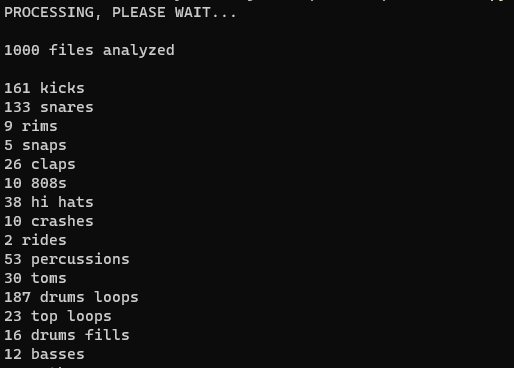 PROCESSING, PLEASE WAIT...
1000 files analyzed
161 kicks
133 snares
9 rims
5 snaps
26 claps
10 808s
38 hi hats
10 crashes
2 rides
53 percussions
30 toms
187 drums loops
23 top loops
16 drums fills
12 basses